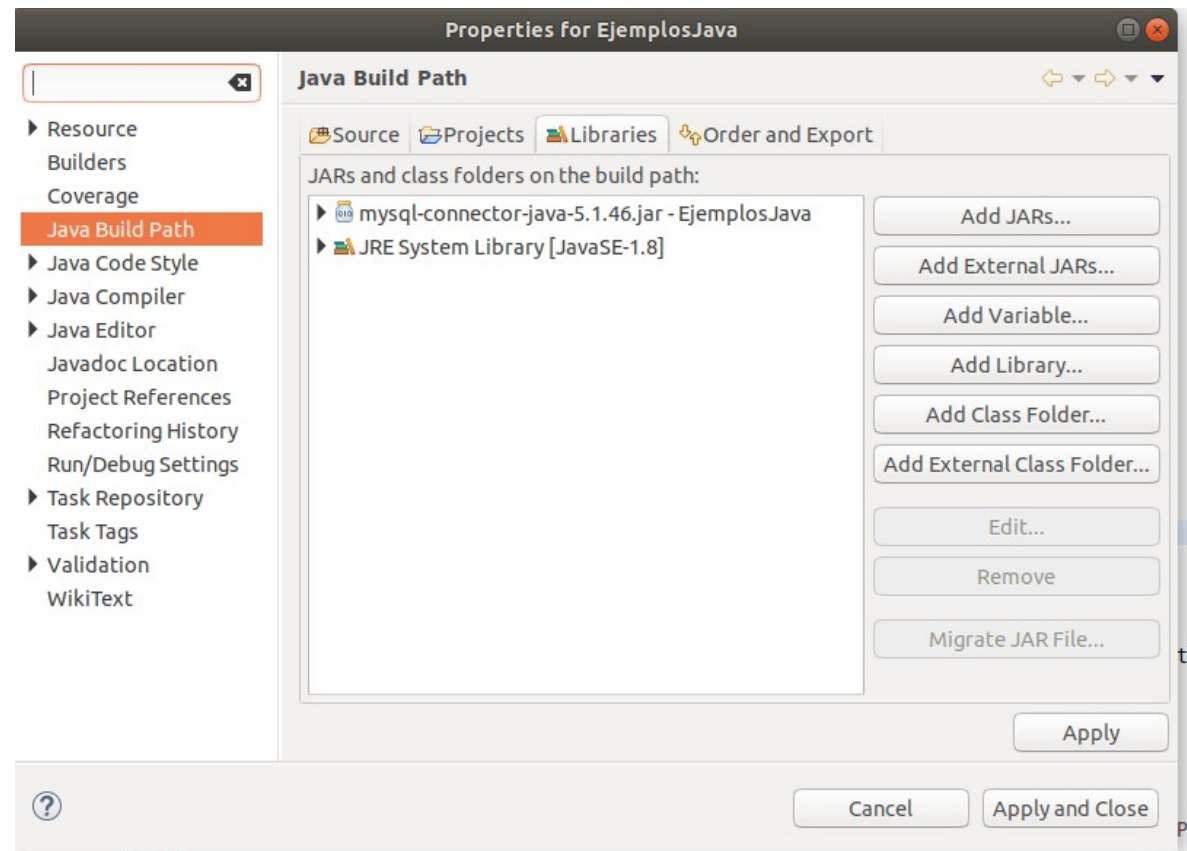 Properties for EjemplosJava
Java Build Path
Resource
Builders
Coverage
Java Build Path
Java Code Style
Java Compiler
Java Editor
Javadoc Location
Project References
Refactoring History
Run/Debug Settings
Task Repository
Task Tags
Validation
WikiText
Source Projects Libraries Order and Export
JARs and class folders on the build path:
mysql-connector-java-5.1.46.jar - EjemplosJava
JRE System Library [JavaSE-1.8]
Add JARs...
Add External JARs...
Add Variable...
Add Library...
Add Class Folder...
Add External Class Folder...
Edit...
Remove
Migrate JAR File...
t
Apply
Cancel Apply and Close
P